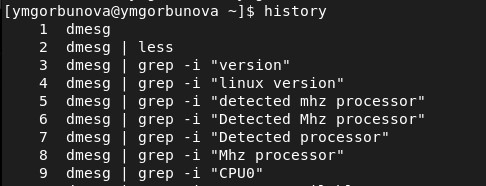 [ymgorbunova@ymgorbunova ~]$ history
1 dmesg
2 dmesg | less
3 dmesg | grep -i "version"
4 dmesg | grep -i "linux version"
5 dmesg | grep -i "detected mhz processor"
6 dmesg | grep -i "Detected Mhz processor"
7 dmesg | grep -i "Detected processor"
8 dmesg | grep -i "Mhz processor"
9 dmesg | grep -i "CPU0"